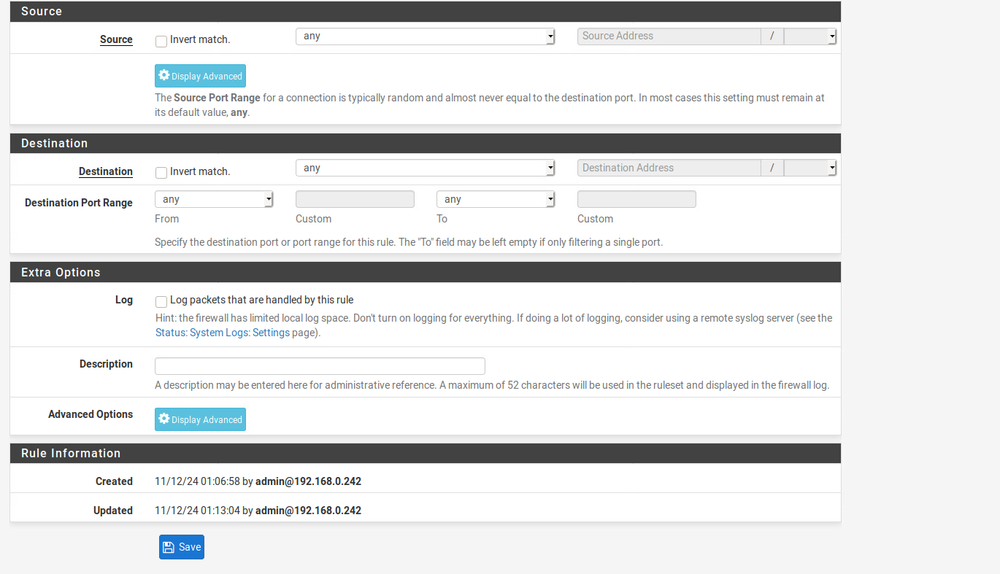 Source
Source Invert match. any Source Address /
Display Advanced
The Source Port Range for a connection is typically random and almost never equal to the destination port. In most cases this setting must remain at
its default value, any.
Destination
Destination Invert match. any Destination Address /
Destination Port Range any any
From Custom To Custom
Specify the destination port or port range for this rule. The "To" field may be left empty if only filtering a single port.
Extra Options
Log Log packets that are handled by this rule
Hint: the firewall has limited local log space. Don't turn on logging for everything. If doing a lot of logging, consider using a remote syslog server (see the
Status: System Logs: Settings page).
Description
A description may be entered here for administrative reference. A maximum of 52 characters will be used in the ruleset and displayed in the firewall log.
Advanced Options Display Advanced
Rule Information
Created 11/12/24 01:06:58 by admin@192.168.0.242
Updated 11/12/24 01:13:04 by admin@192.168.0.242
Save